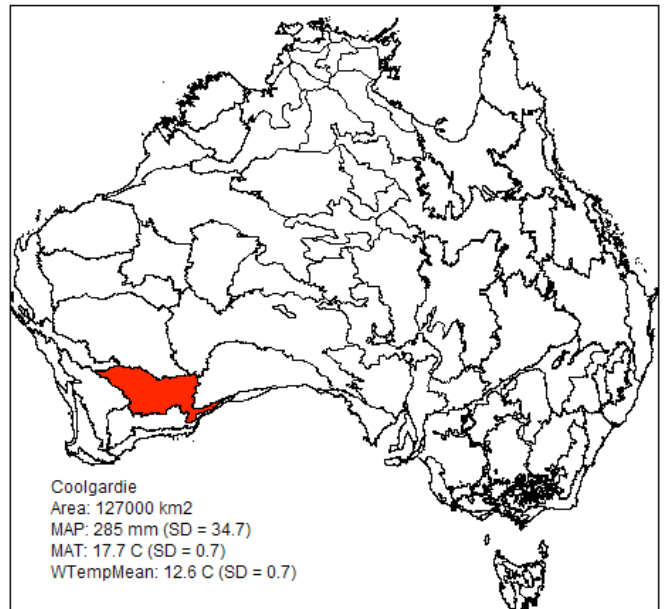 Coolgardie
Area: 127000 km2
MAP: 285 mm (SD = 34.7)
MAT: 17.7 C (SD = 0.7)
WTempMean: 12.6 C (SD = 0.7)